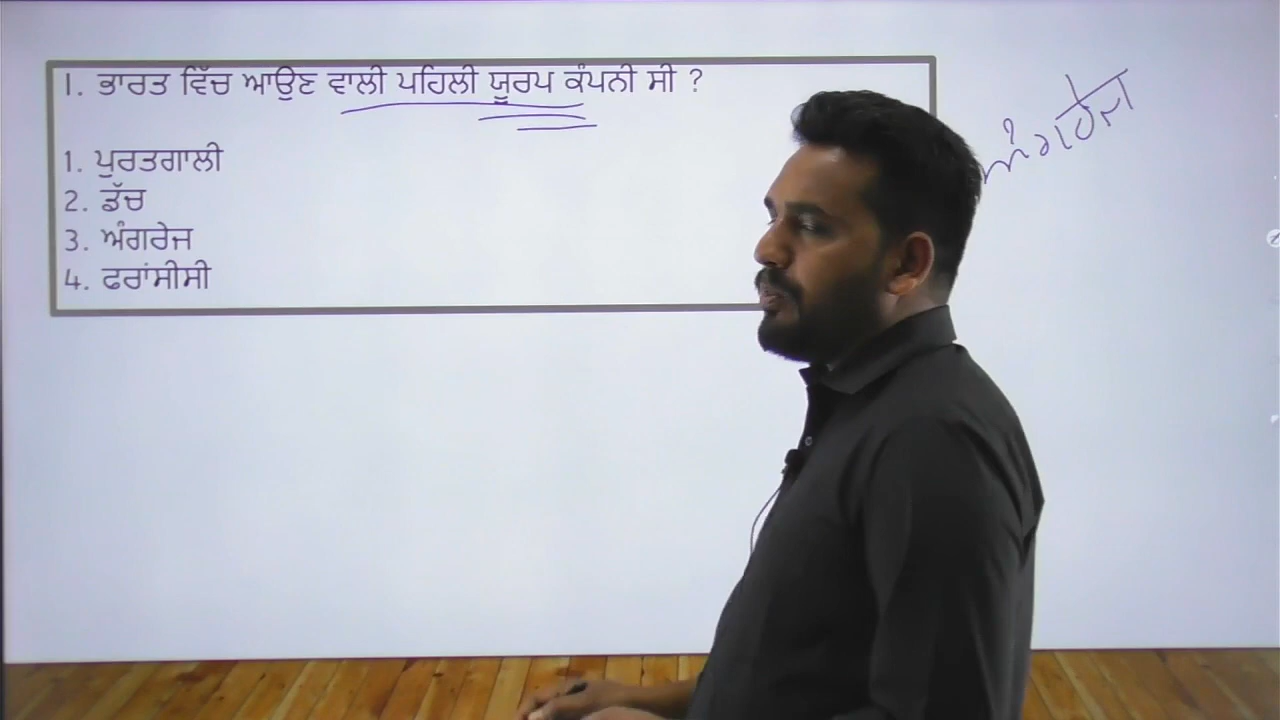 1. ਭਾਰਤ ਵਿੱਚ ਆਉਣ ਵਾਲੀ ਪਹਿਲੀ ਯੂਰਪ ਕੰਪਨੀ ਸੀ ?
1. ਪੁਰਤਗਾਲੀ
2. ਡੱਚ
3. ਅੰਗਰੇਜ
4. ਫਰਾਂਸੀਸੀ
ਅੰਗਰੇਜ